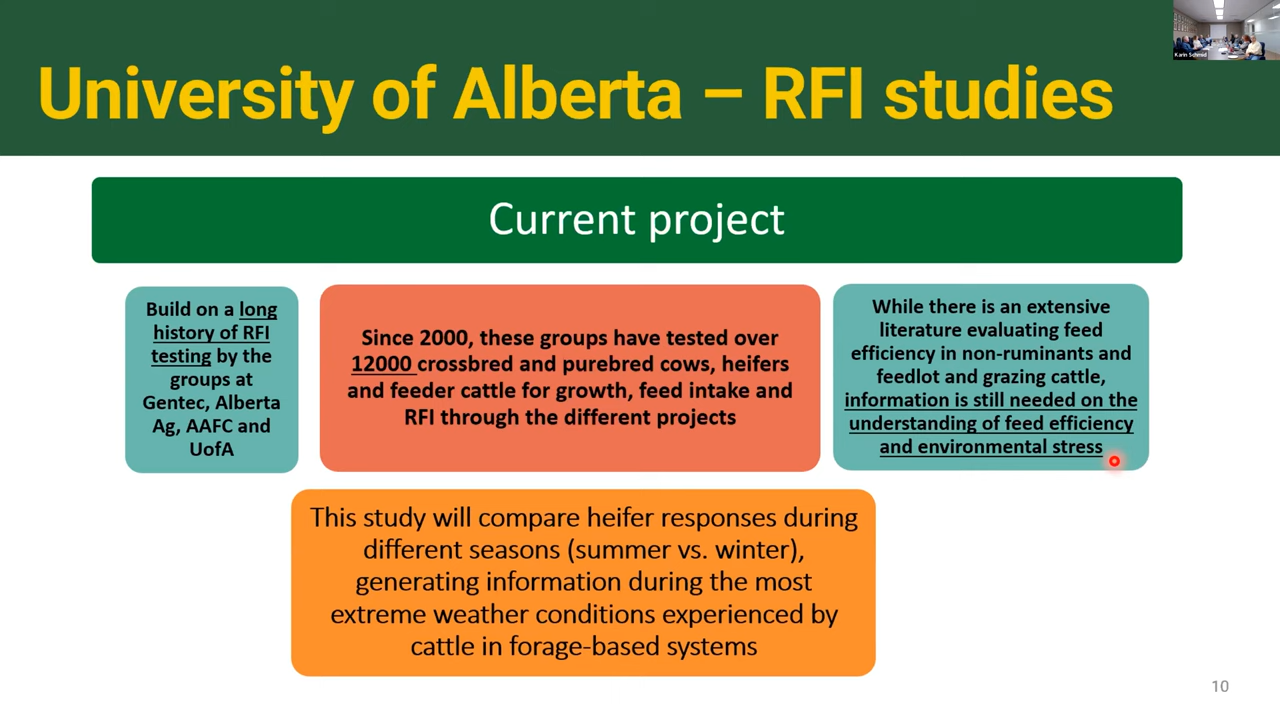 University of Alberta – RFI studies
Karin Schmid
Current project
Build on a long
history of RFI
testing by the
groups at
Gentec, Alberta
Ag, AAFC and
UofA
Since 2000, these groups have tested over
12000 crossbred and purebred cows, heifers
and feeder cattle for growth, feed intake and
RFI through the different projects
While there is an extensive
literature evaluating feed
efficiency in non-ruminants and
feedlot and grazing cattle,
information is still needed on the
understanding of feed efficiency
and environmental stress
This study will compare heifer responses during
different seasons (summer vs. winter),
generating information during the most
extreme weather conditions experienced by
cattle in forage-based systems
10